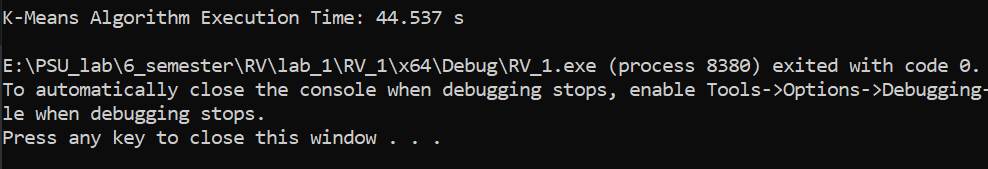 K-Means Algorithm Execution Time: 44.537 s
E:\PSU_lab\6_semester\RV\lab_1\RV_1\x64\Debug\RV_1.exe (process 8380) exited with code 0.
To automatically close the console when debugging stops, enable Tools->Options->Debugging-
le when debugging stops.
Press any key to close this window . . .